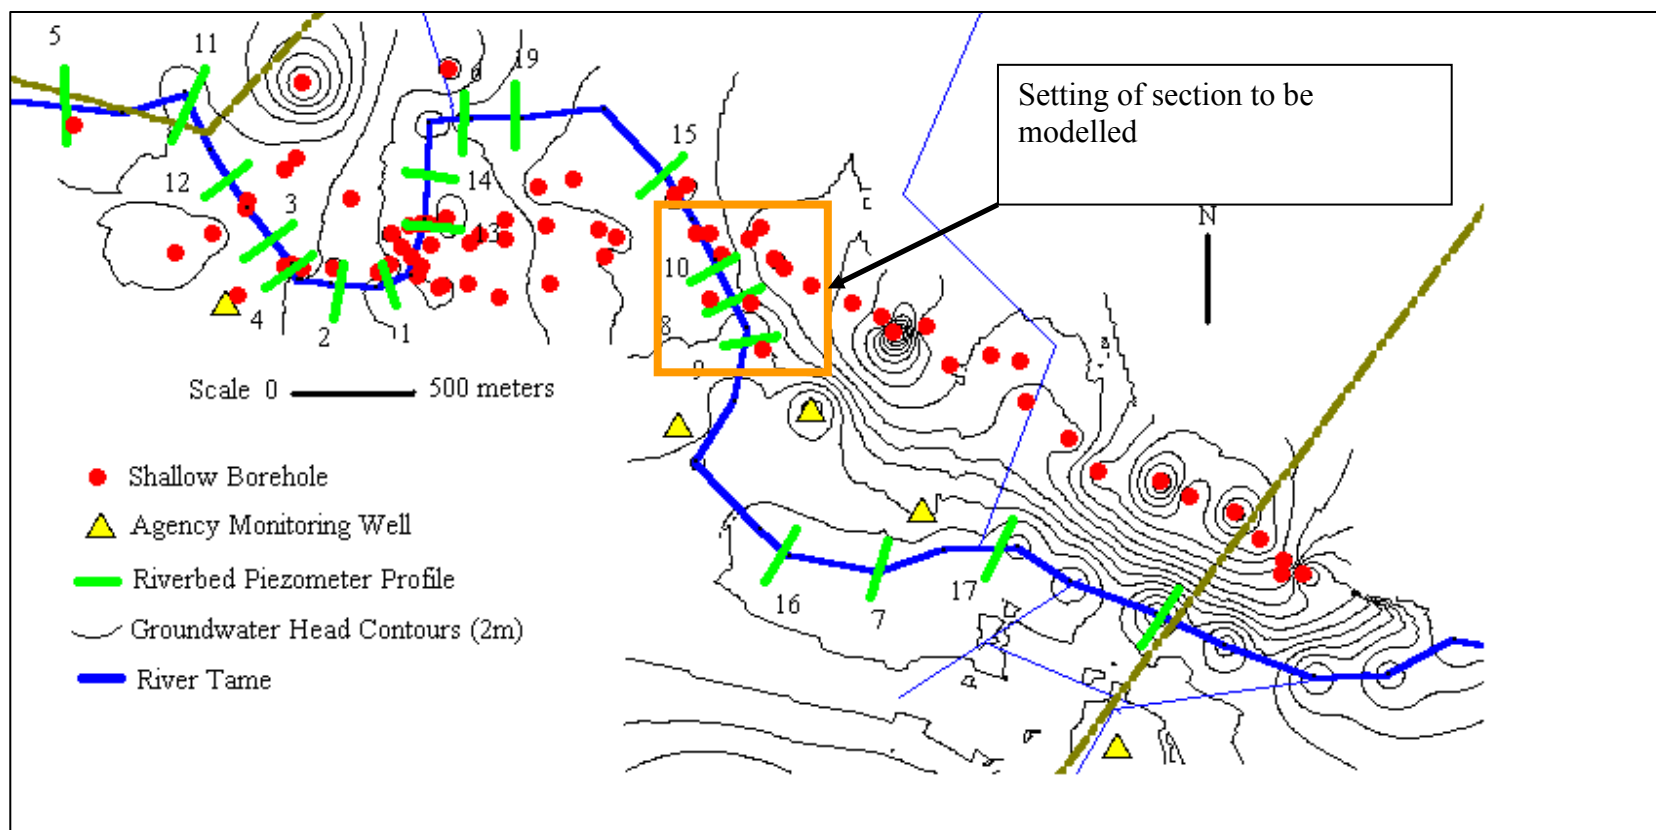 5
11
19
6
Setting of section to be
modelled
15
12
14
3
13
N
10
4
2
1
8
9
Scale 0
500 meters
Shallow Borehole
Agency Monitoring Well
Riverbed Piezometer Profile
16
7
17
Groundwater Head Contours (2m)
River Tame